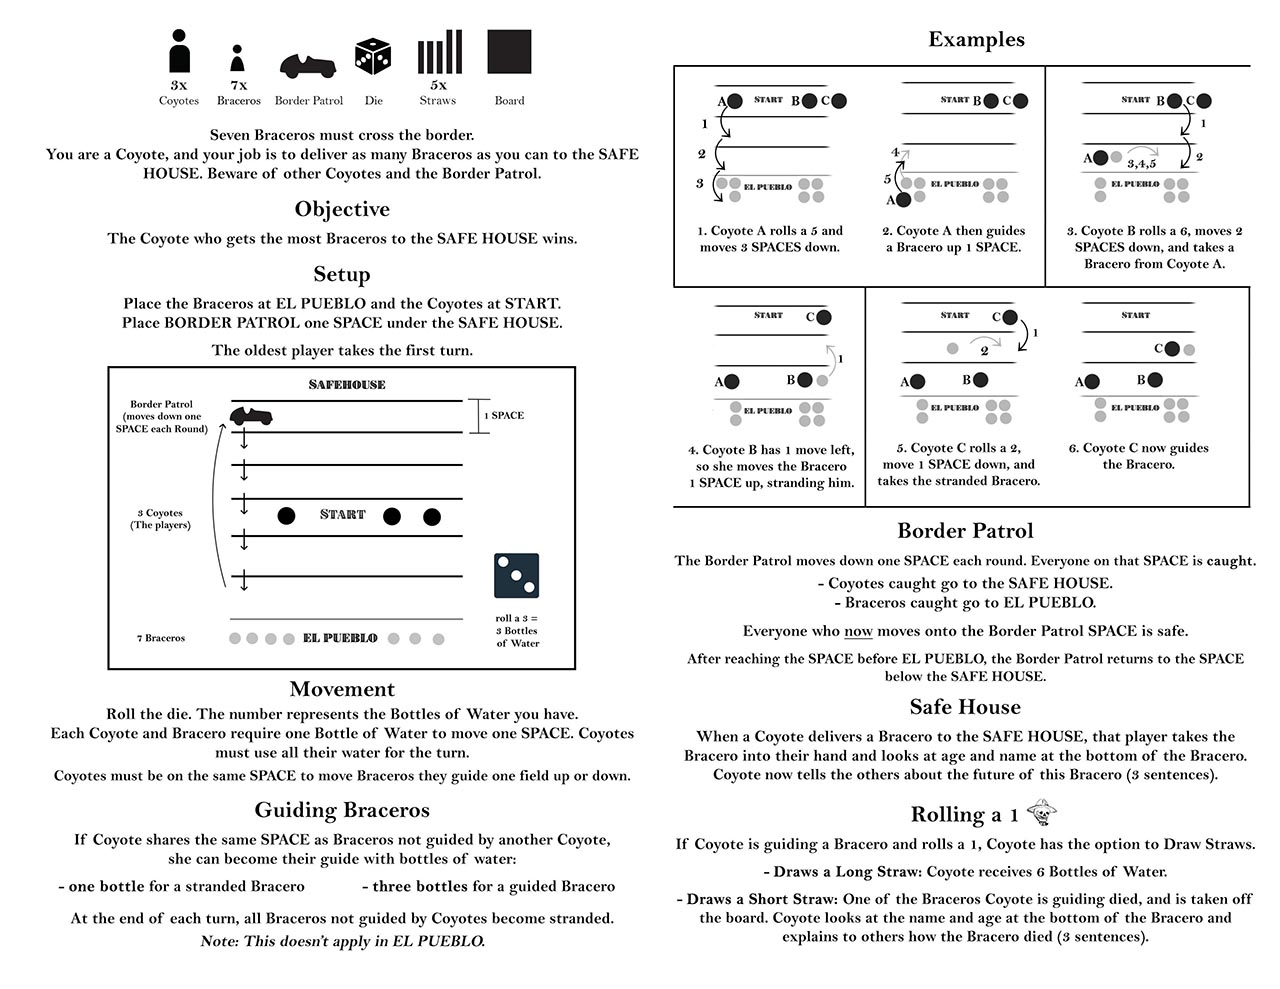 3x
Coyotes
7x
Braceros
Border Patrol
Die
5x
Straws
Board
Seven Braceros must cross the border.
You are a Coyote, and your job is to deliver as many Braceros as you can to the SAFE
HOUSE. Beware of other Coyotes and the Border Patrol.
Objective
The Coyote who gets the most Braceros to the SAFE HOUSE wins.
Setup
Place the Braceros at EL PUEBLO and the Coyotes at START.
Place BORDER PATROL one SPACE under the SAFE HOUSE.
The oldest player takes the first turn.
SAFEHOUSE
Border Patrol
(moves down one
SPACE each Round)
1 SPACE
3 Coyotes
(The players)
START
roll a 3 =
3 Bottles
of Water
7 Braceros
EL PUEBLO
Movement
Roll the die. The number represents the Bottles of Water you have.
Each Coyote and Bracero require one Bottle of Water to move one SPACE. Coyotes
must use all their water for the turn.
Coyotes must be on the same SPACE to move Braceros they guide one field up or down.
Guiding Braceros
If Coyote shares the same SPACE as Braceros not guided by another Coyote,
she can become their guide with bottles of water:
- one bottle for a stranded Bracero
- three bottles for a guided Bracero
At the end of each turn, all Braceros not guided by Coyotes become stranded.
Note: This doesn't apply in EL PUEBLO.
Examples
A START B C
1
2
3
EL PUEBLO
1. Coyote A rolls a 5 and
moves 3 SPACES down.
START B C
4
5
EL PUEBLO
A
2. Coyote A then guides
a Bracero up 1 SPACE.
START B C
1
A 3,4,5 2
EL PUEBLO
3. Coyote B rolls a 6, moves 2
SPACES down, and takes a
Bracero from Coyote A.
START C
1
A B
EL PUEBLO
4. Coyote B has 1 move left,
so she moves the Bracero
1 SPACE up, stranding him.
START C
1
2
A B
EL PUEBLO
5. Coyote C rolls a 2,
move 1 SPACE down, and
takes the stranded Bracero.
START
C
A B
EL PUEBLO
6. Coyote C now guides
the Bracero.
Border Patrol
The Border Patrol moves down one SPACE each round. Everyone on that SPACE is caught.
- Coyotes caught go to the SAFE HOUSE.
- Braceros caught go to EL PUEBLO.
Everyone who now moves onto the Border Patrol SPACE is safe.
After reaching the SPACE before EL PUEBLO, the Border Patrol returns to the SPACE
below the SAFE HOUSE.
Safe House
When a Coyote delivers a Bracero to the SAFE HOUSE, that player takes the
Bracero into their hand and looks at age and name at the bottom of the Bracero.
Coyote now tells the others about the future of this Bracero (3 sentences).
Rolling a 1
If Coyote is guiding a Bracero and rolls a 1, Coyote has the option to Draw Straws.
- Draws a Long Straw: Coyote receives 6 Bottles of Water.
- Draws a Short Straw: One of the Braceros Coyote is guiding died, and is taken off
the board. Coyote looks at the name and age at the bottom of the Bracero and
explains to others how the Bracero died (3 sentences).